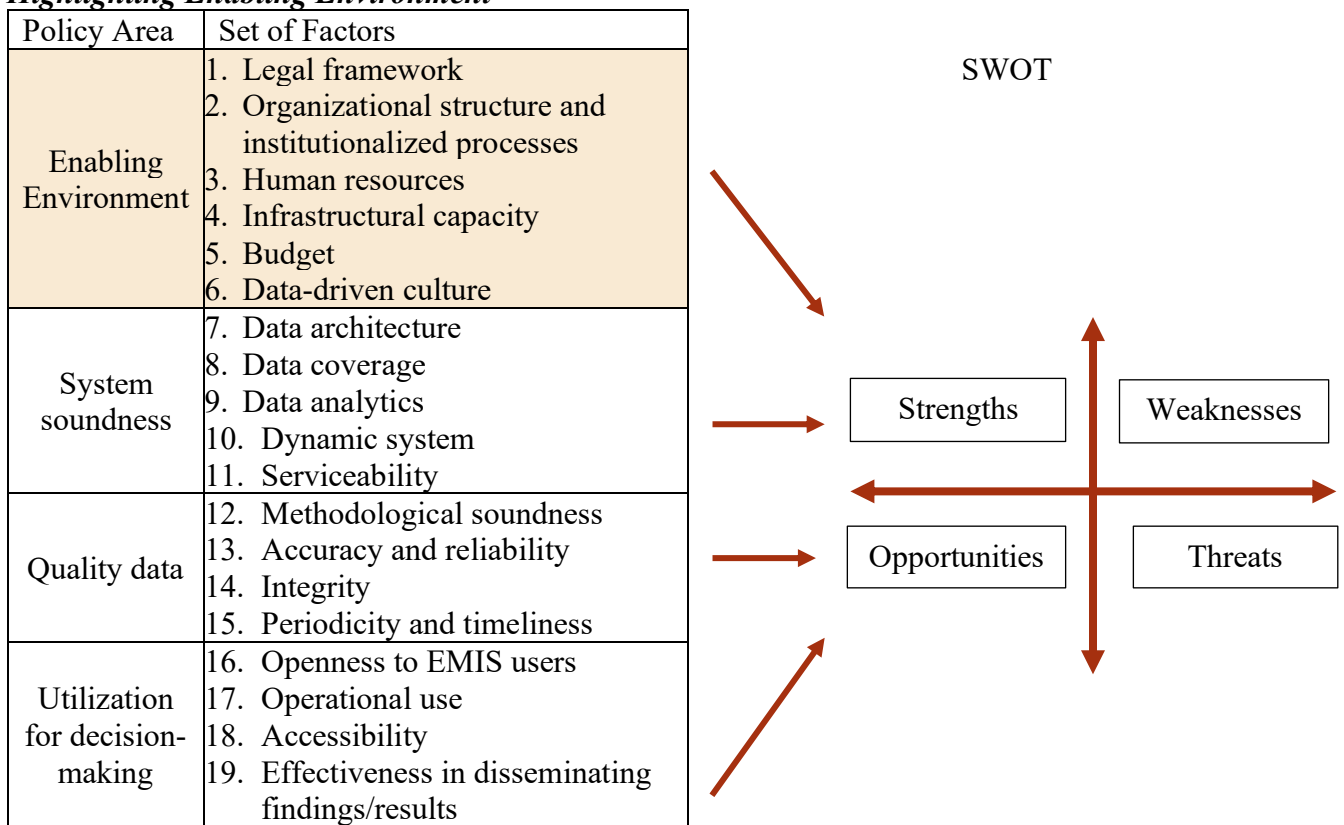 Highlighting Enabling Environment
Policy Area
Set of Factors
Enabling
Environment
1. Legal framework
2. Organizational structure and
institutionalized processes
3. Human resources
4. Infrastructural capacity
5. Budget
6. Data-driven culture
System
soundness
7. Data architecture
8. Data coverage
9. Data analytics
10. Dynamic system
11. Serviceability
Quality data
12. Methodological soundness
13. Accuracy and reliability
14. Integrity
15. Periodicity and timeliness
Utilization
for decision-
making
16. Openness to EMIS users
17. Operational use
18. Accessibility
19. Effectiveness in disseminating
findings/results
SWOT
Strengths
Weaknesses
Opportunities
Threats